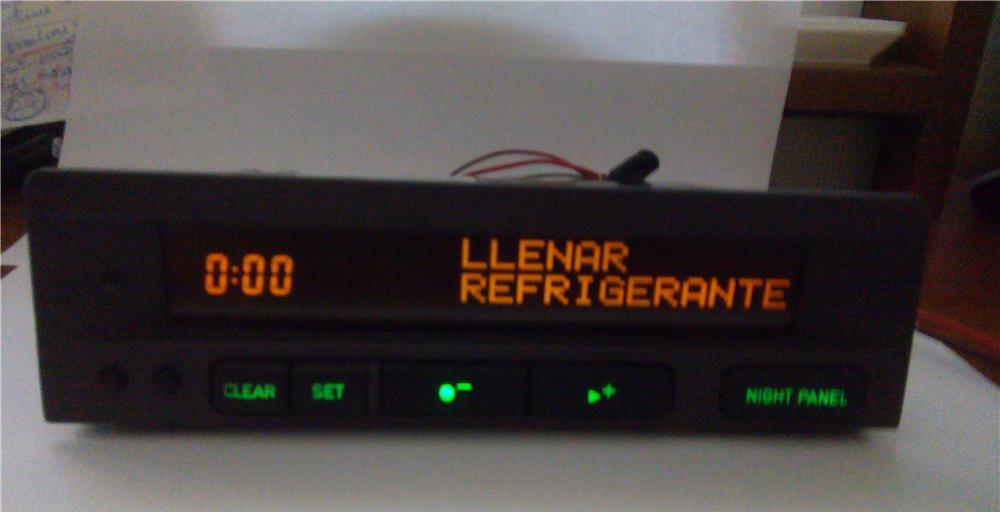 0:00
LLENAR
REFRIGERANTE
CLEAR
SET
-
+
NIGHT PANEL